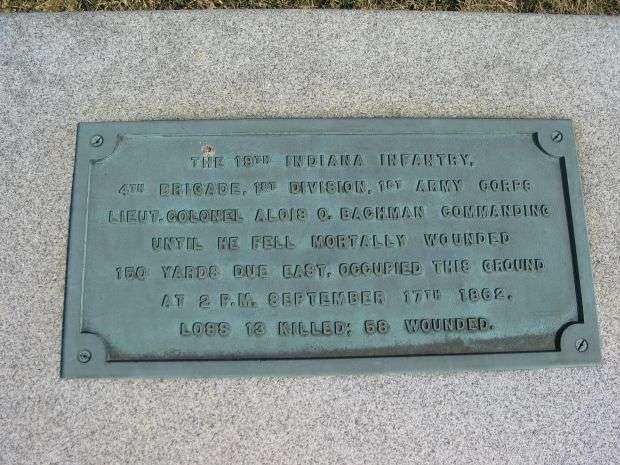 THE 19TH INDIANA INFANTRY,
4TH BRIGADE, 1ST DIVISION, 1ST ARMY CORPS
LIEUT. COLONEL ALOIS O. BACHMAN COMMANDING
UNTIL HE FELL MORTALLY WOUNDED
150 YARDS DUE EAST, OCCUPIED THIS GROUND
AT 2 P.M. SEPTEMBER 17TH 1862.
LOSS 13 KILLED; 58 WOUNDED.